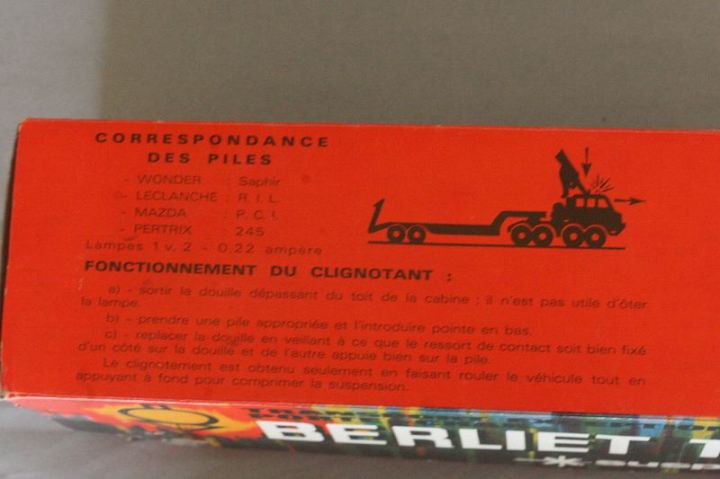 CORRESPONDANCE
DES PILES
- WONDER : Saphir
- LECLANCHE : R.I.L.
- MAZDA : P.C.I.
- PERTRIX : 245
Lampes 1 v. 2 - 0,22 ampère
FONCTIONNEMENT DU CLIGNOTANT :
a) - sortir la douille dépassant du toit de la cabine ; il n'est pas utile d'ôter
la lampe.
b) - prendre une pile appropriée et l'introduire pointe en bas.
c) - replacer la douille en veillant à ce que le ressort de contact soit bien fixé
d'un côté sur la douille et de l'autre appuie bien sur la pile.
Le clignotement est obtenu seulement en faisant rouler le véhicule tout en
appuyant à fond pour comprimer la suspension.
BERLIET